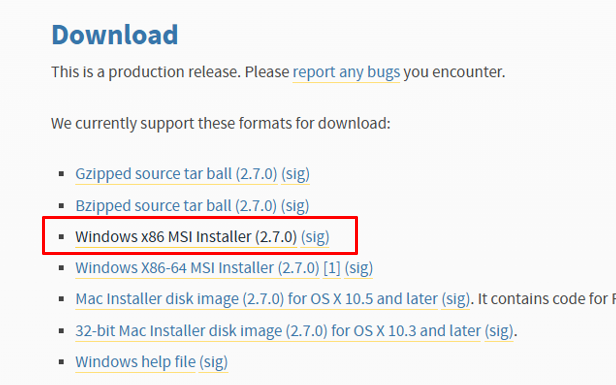 Download
This is a production release. Please report any bugs you encounter.
We currently support these formats for download:
Gzipped source tar ball (2.7.0) (sig)
Bzipped source tar ball (2.7.0) (sig)
Windows x86 MSI Installer (2.7.0) (sig)
Windows X86-64 MSI Installer (2.7.0) [1] (sig)
Mac Installer disk image (2.7.0) for OS X 10.5 and later (sig). It contains code for
32-bit Mac Installer disk image (2.7.0) for OS X 10.3 and later (sig).
Windows help file (sig)